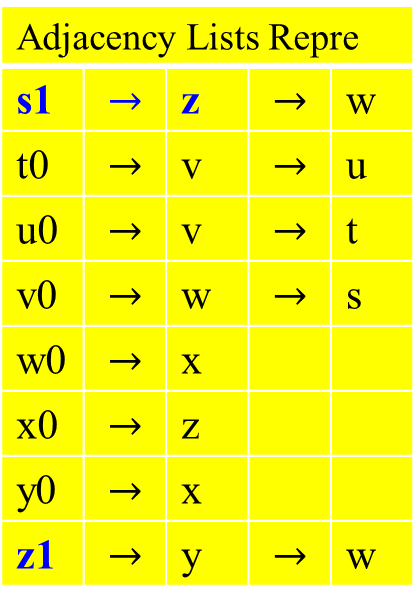 Adjacency Lists Repre
s1 → z → w
t0 → v → u
u0 → v → t
v0 → w → s
w0 → x
x0 → z
y0 → x
z1 → y → w